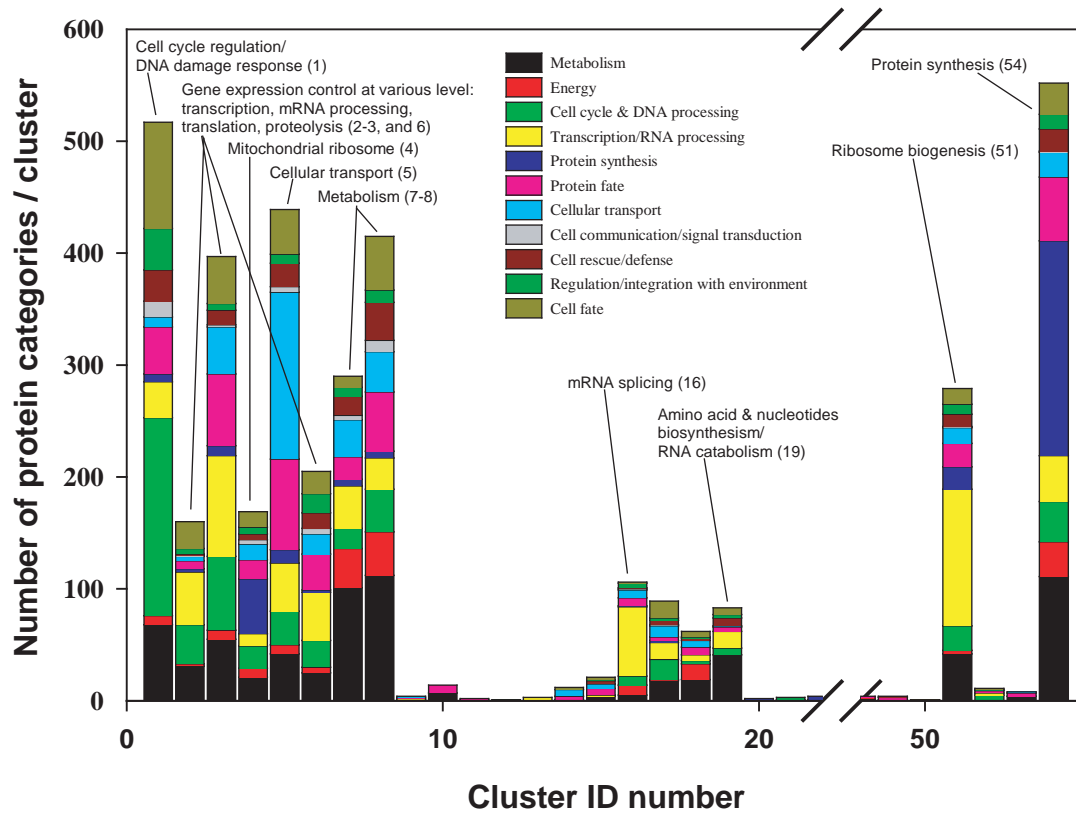 600
500
400
300
200
100
0
Number of protein categories / cluster
Cell cycle regulation/
DNA damage response (1)
Gene expression control at various level:
transcription, mRNA processing,
translation, proteolysis (2-3, and 6)
Mitochondrial ribosome (4)
Cellular transport (5)
Metabolism (7-8)
Metabolism
Energy
Cell cycle & DNA processing
Transcription/RNA processing
Protein synthesis
Protein fate
Cellular transport
Cell communication/signal transduction
Cell rescue/defense
Regulation/integration with environment
Cell fate
mRNA splicing (16)
Amino acid & nucleotides
biosynthesism/
RNA catabolism (19)
Protein synthesis (54)
Ribosome biogenesis (51)
0
10
20
50
Cluster ID number